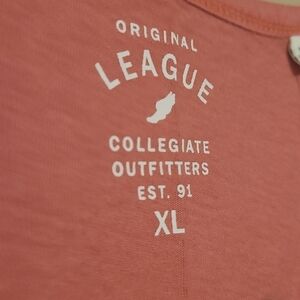 ORIGINAL
LEAGUE
COLLEGIATE
OUTFITTERS
EST. 91
XL